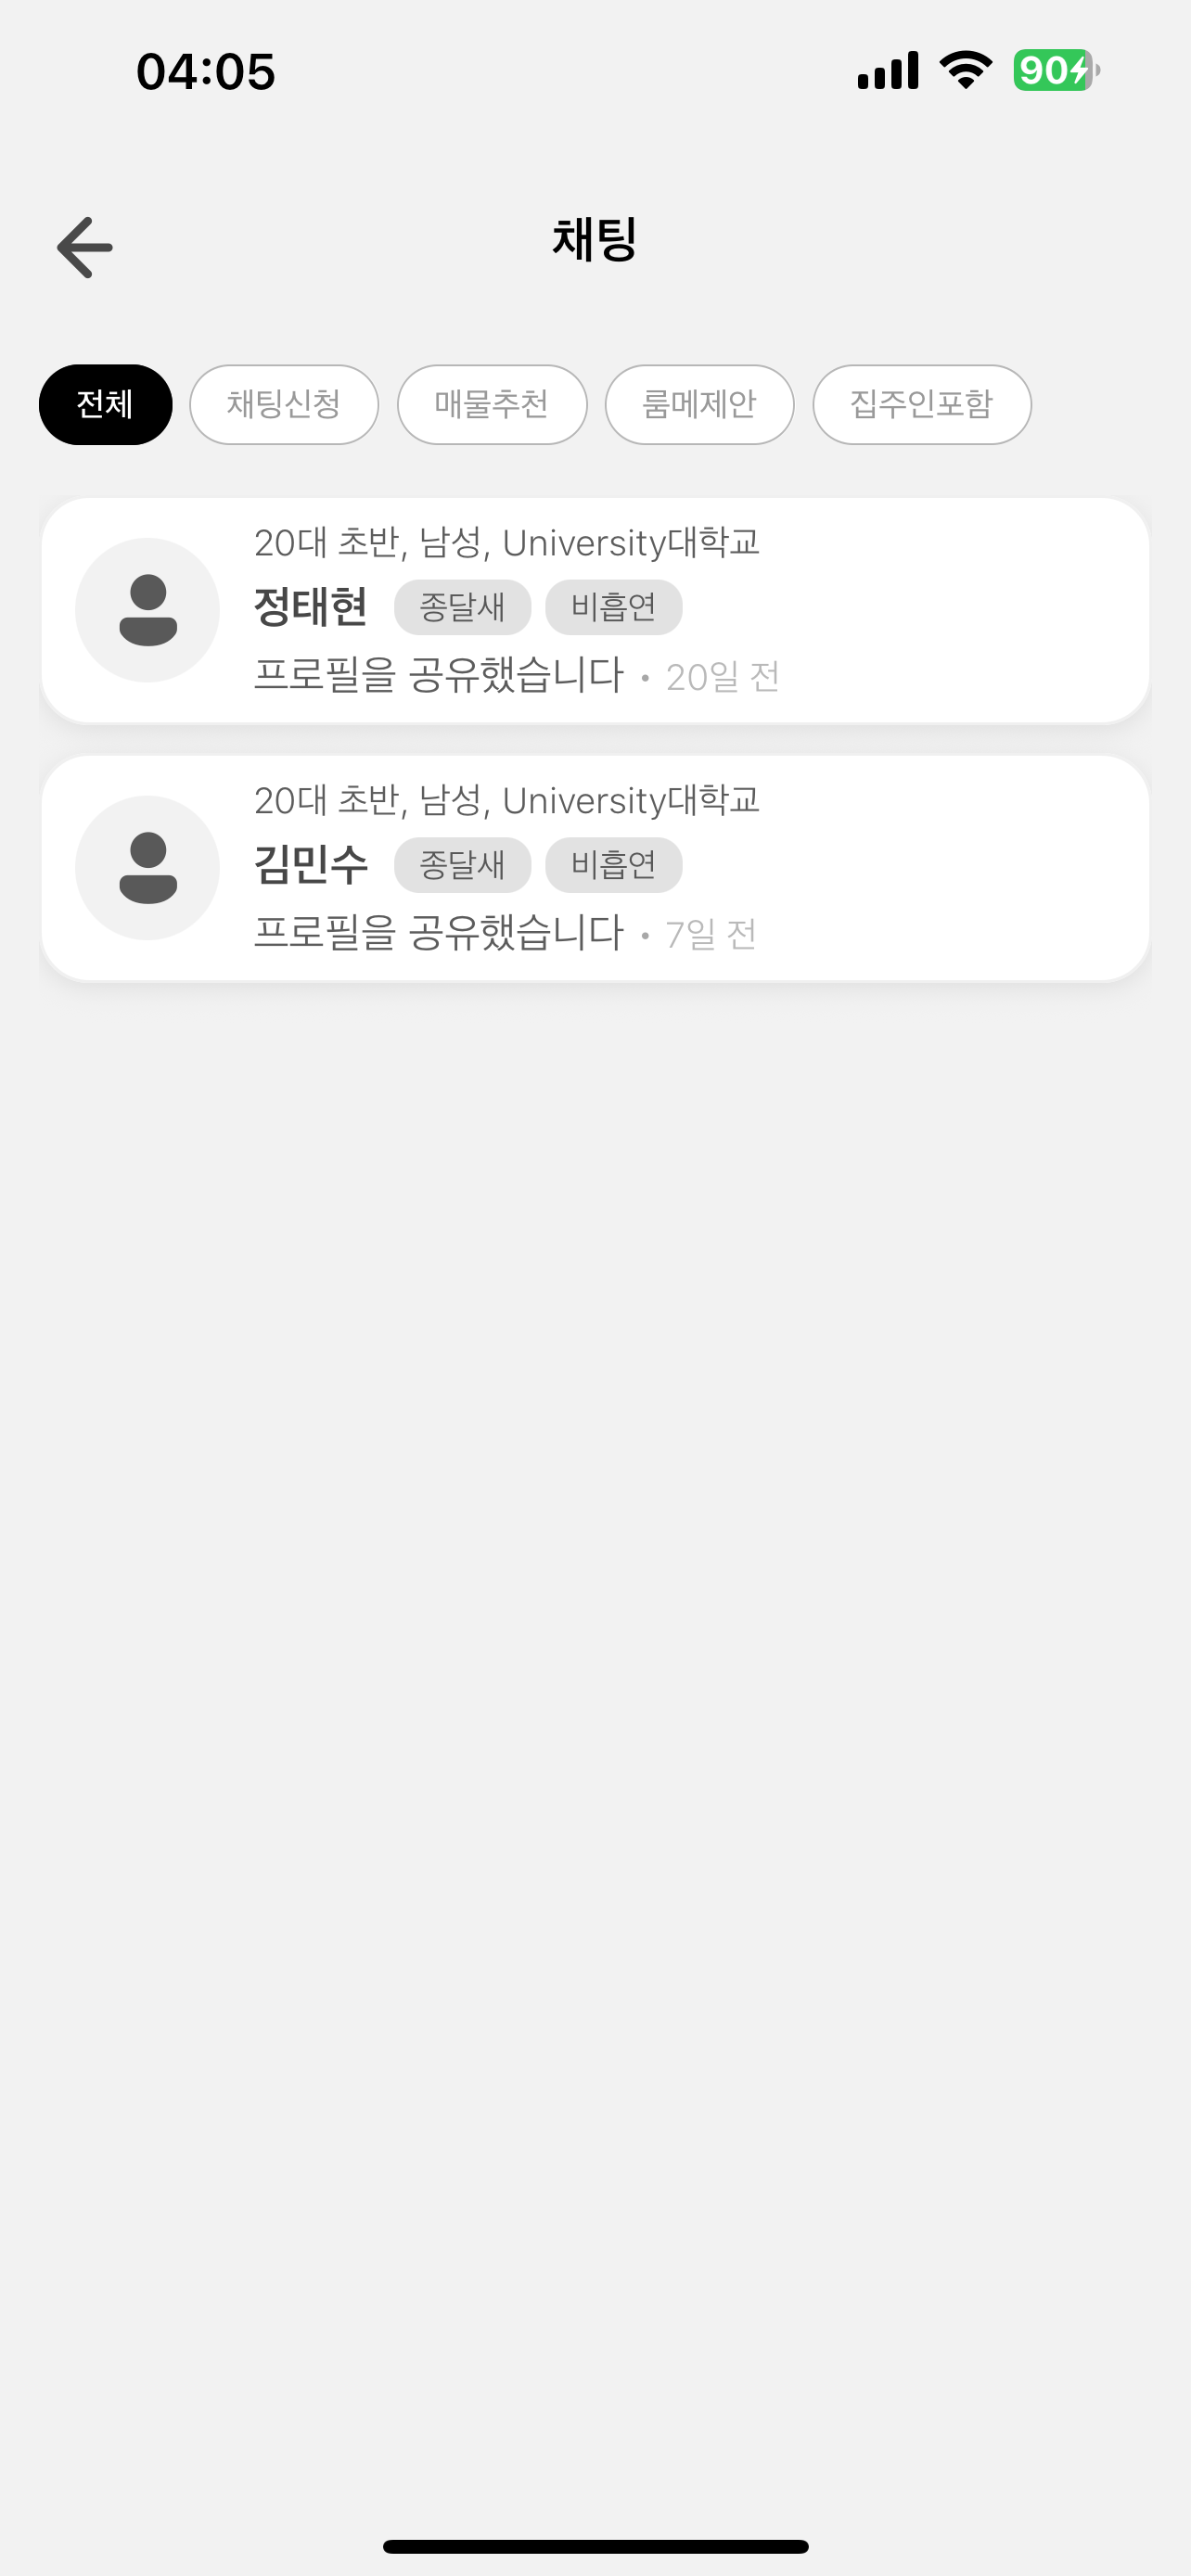 04:05
90
채팅
전체 채팅신청 매물추천 룸메제안 집주인포함
20대 초반, 남성, University대학교
정태현 종달새 비흡연
프로필을 공유했습니다 • 20일 전
20대 초반, 남성, University대학교
김민수 종달새 비흡연
프로필을 공유했습니다 • 7일 전